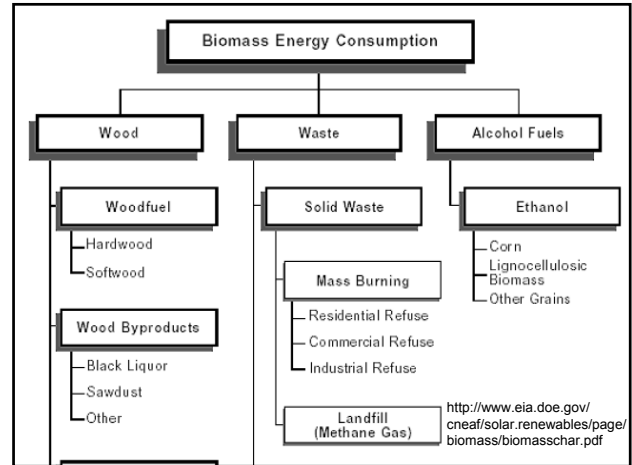 Biomass Energy Consumption
Wood
Waste
Alcohol Fuels
Woodfuel
Hardwood
Softwood
Wood Byproducts
Black Liquor
Sawdust
Other
Solid Waste
Mass Burning
Residential Refuse
Commercial Refuse
Industrial Refuse
Landfill
(Methane Gas)
Ethanol
Corn
Lignocellulosic
Biomass
Other Grains
http://www.eia.doe.gov/
cneaf/solar.renewables/page/
biomass/biomasschar.pdf